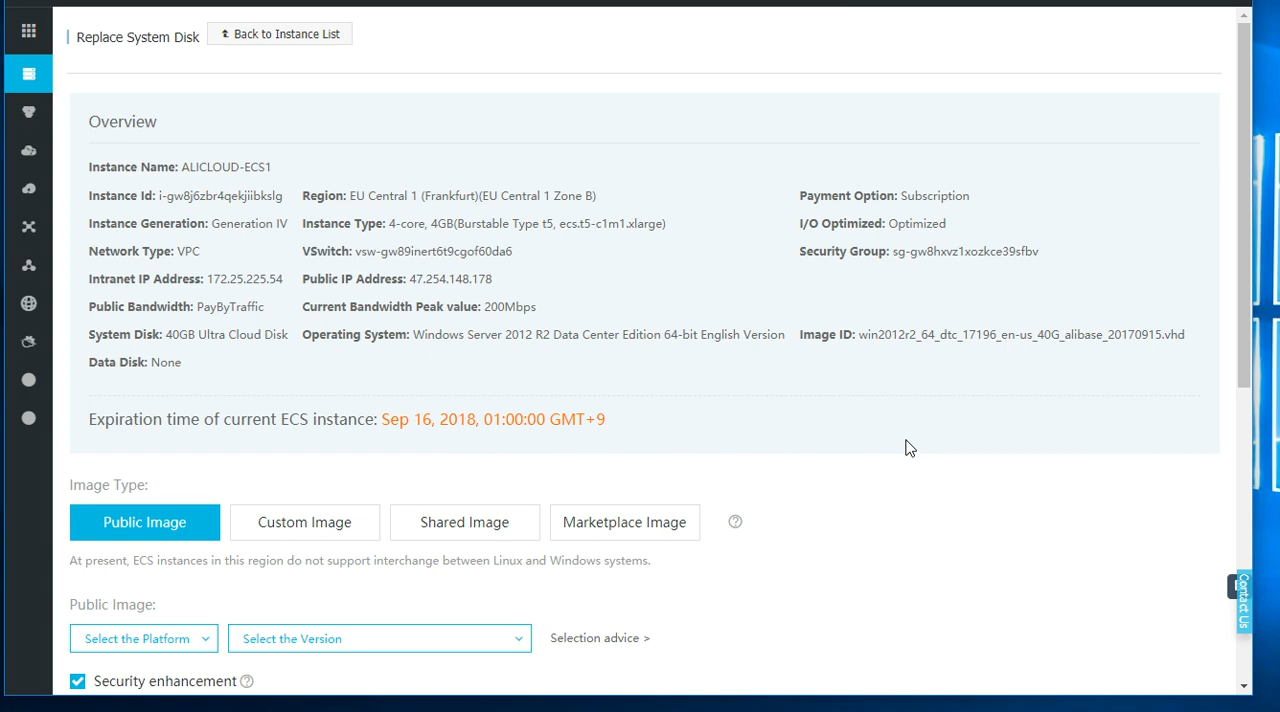 Replace System Disk
Back to Instance List
Overview
Instance Name: ALICLOUD-ECS1
Instance Id: i-gw8j6zbr4qekjiibkslg Region: EU Central 1 (Frankfurt)(EU Central 1 Zone B) Payment Option: Subscription
Instance Generation: Generation IV Instance Type: 4-core, 4GB(Burstable Type t5, ecs.t5-c1m1.xlarge) I/O Optimized: Optimized
Network Type: VPC VSwitch: vsw-gw89inert6t9cgof60da6 Security Group: sg-gw8hxvz1xozkce39sfbv
Intranet IP Address: 172.25.225.54 Public IP Address: 47.254.148.178
Public Bandwidth: PayByTraffic Current Bandwidth Peak value: 200Mbps
System Disk: 40GB Ultra Cloud Disk Operating System: Windows Server 2012 R2 Data Center Edition 64-bit English Version Image ID: win2012r2_64_dtc_17196_en-us_40G_alibase_20170915.vhd
Data Disk: None
Expiration time of current ECS instance: Sep 16, 2018, 01:00:00 GMT+9
Image Type:
Public Image Custom Image Shared Image Marketplace Image
At present, ECS instances in this region do not support interchange between Linux and Windows systems.
Public Image:
Select the Platform Select the Version Selection advice >
Security enhancement
Contact Us